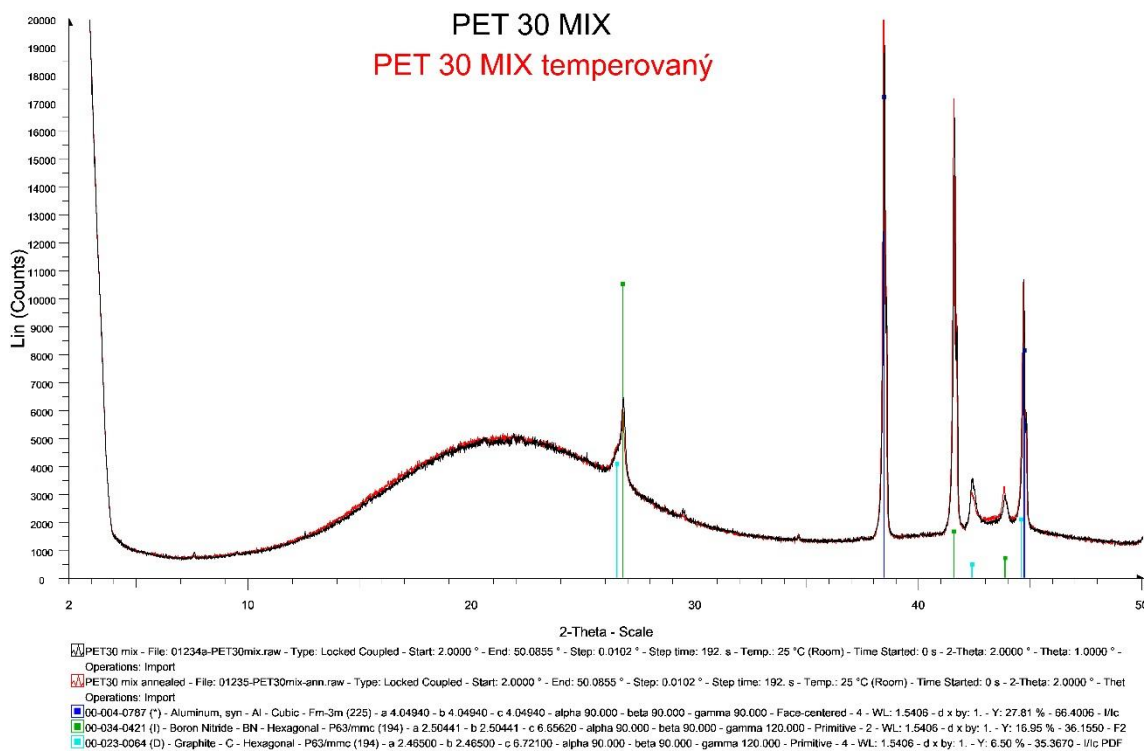 PET 30 MIX
PET 30 MIX temperovaný
Lin (Counts)
20000
19000
18000
17000
16000
15000
14000
13000
12000
11000
10000
9000
8000
7000
6000
5000
4000
3000
2000
1000
0
2 10 20 30 40 50
2-Theta - Scale
PET30 mix - File: 01234a-PET30mix.raw - Type: Locked Coupled - Start: 2.0000 ° - End: 50.0855 ° - Step: 0.0102 ° - Step time: 192. s - Temp.: 25 °C (Room) - Time Started: 0 s - 2-Theta: 2.0000 ° - Theta: 1.0000 ° -
Operations: Import
PET30 mix annealed - File: 01235-PET30mix-ann.raw - Type: Locked Coupled - Start: 2.0000 ° - End: 50.0855 ° - Step: 0.0102 ° - Step time: 192. s - Temp.: 25 °C (Room) - Time Started: 0 s - 2-Theta: 2.0000 ° - Thet
Operations: Import
00-004-0787 (*) - Aluminum, syn - Al - Cubic - Fm-3m (225) - a 4.04940 - b 4.04940 - c 4.04940 - alpha 90.000 - beta 90.000 - gamma 90.000 - Face-centered - 4 - WL: 1.5406 - d x by: 1. - Y: 27.81 % - 66.4006 - I/Ic
00-034-0421 (I) - Boron Nitride - BN - Hexagonal - P63/mmc (194) - a 2.50441 - b 2.50441 - c 6.65620 - alpha 90.000 - beta 90.000 - gamma 120.000 - Primitive - 2 - WL: 1.5406 - d x by: 1. - Y: 16.95 % - 36.1550 - F2
00-023-0064 (D) - Graphite - C - Hexagonal - P63/mmc (194) - a 2.46500 - b 2.46500 - c 6.72100 - alpha 90.000 - beta 90.000 - gamma 120.000 - Primitive - 4 - WL: 1.5406 - d x by: 1. - Y: 6.50 % - 35.3670 - I/Ic PDF